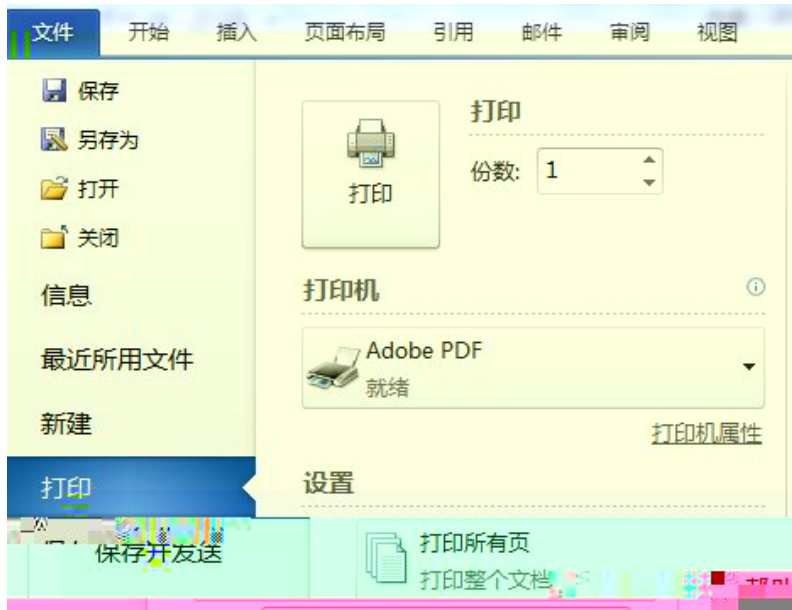 文件 开始 插入 页面布局 引用 邮件 审阅 视图
保存
另存为
打开
关闭
信息
最近所用文件
新建
打印
保存并发送
打印
打印
份数: 1
打印机
Adobe PDF
就绪
打印机属性
设置
打印所有页
打印整个文档